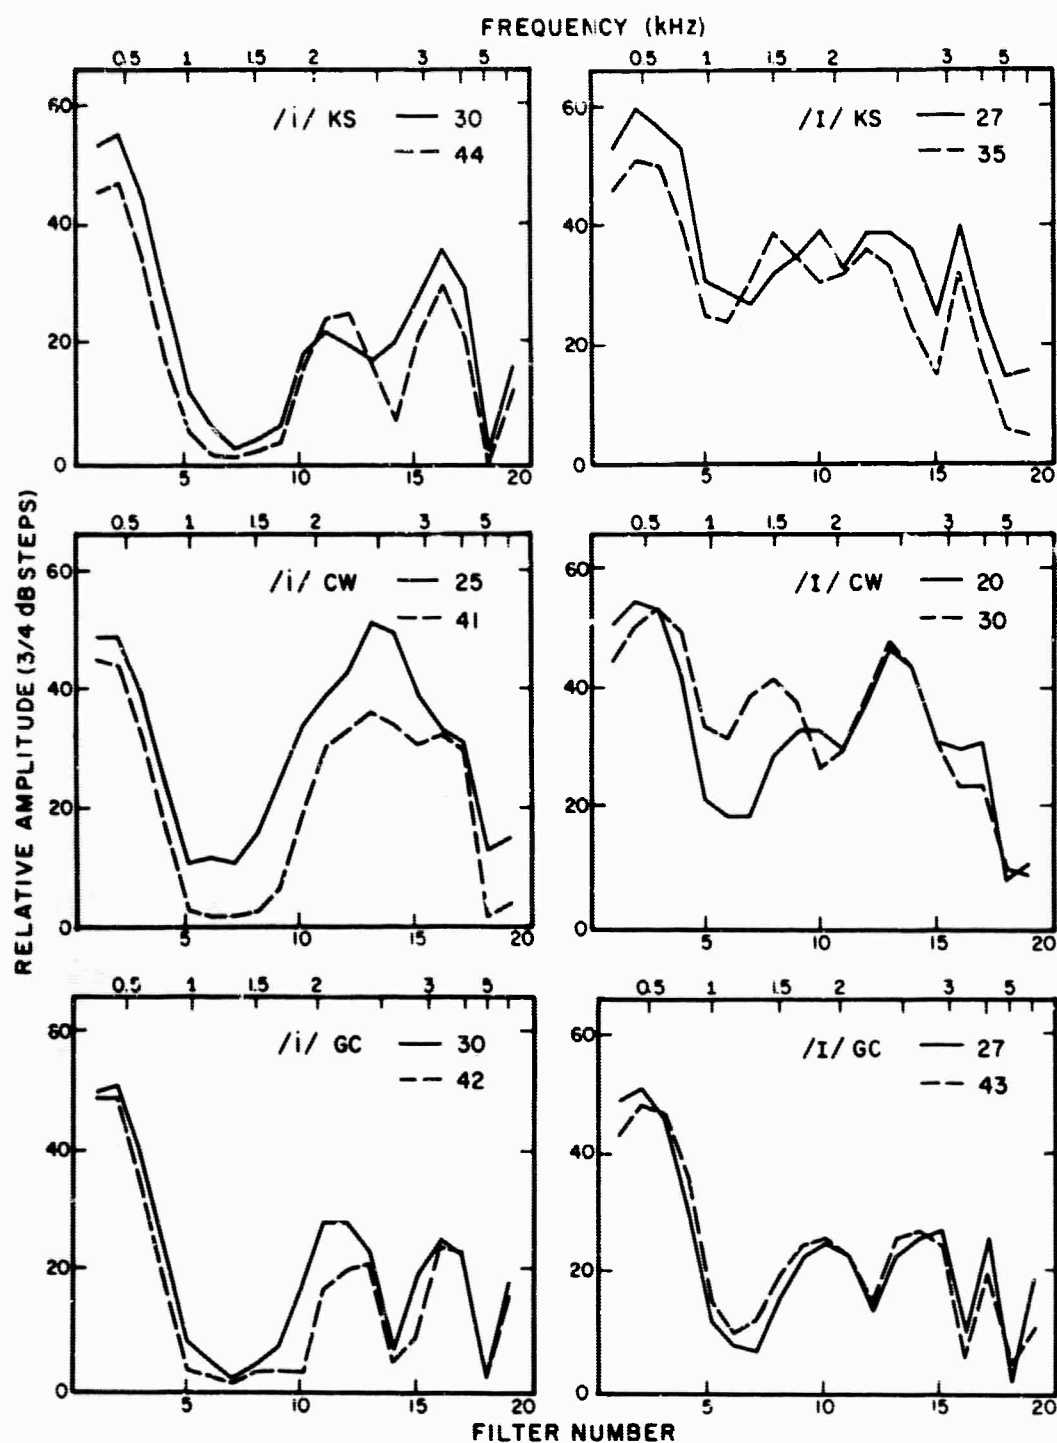 FREQUENCY (kHz)
0.5 1 1.5 2 3 5
0.5 1 1.5 2 3 5
60
40
20
0
/i/ KS 30
44
5 10 15 20
60
40
20
0
/I/ KS 27
35
5 10 15 20
RELATIVE AMPLITUDE (3/4 dB STEPS)
0.5 1 1.5 2 3 5
0.5 1 1.5 2 3 5
60
40
20
0
/i/ CW 25
41
5 10 15 20
60
40
20
0
/I/ CW 20
30
5 10 15 20
0.5 1 1.5 2 3 5
0.5 1 1.5 2 3 5
60
40
20
0
/i/ GC 30
42
5 10 15 20
60
40
20
0
/I/ GC 27
43
5 10 15 20
FILTER NUMBER